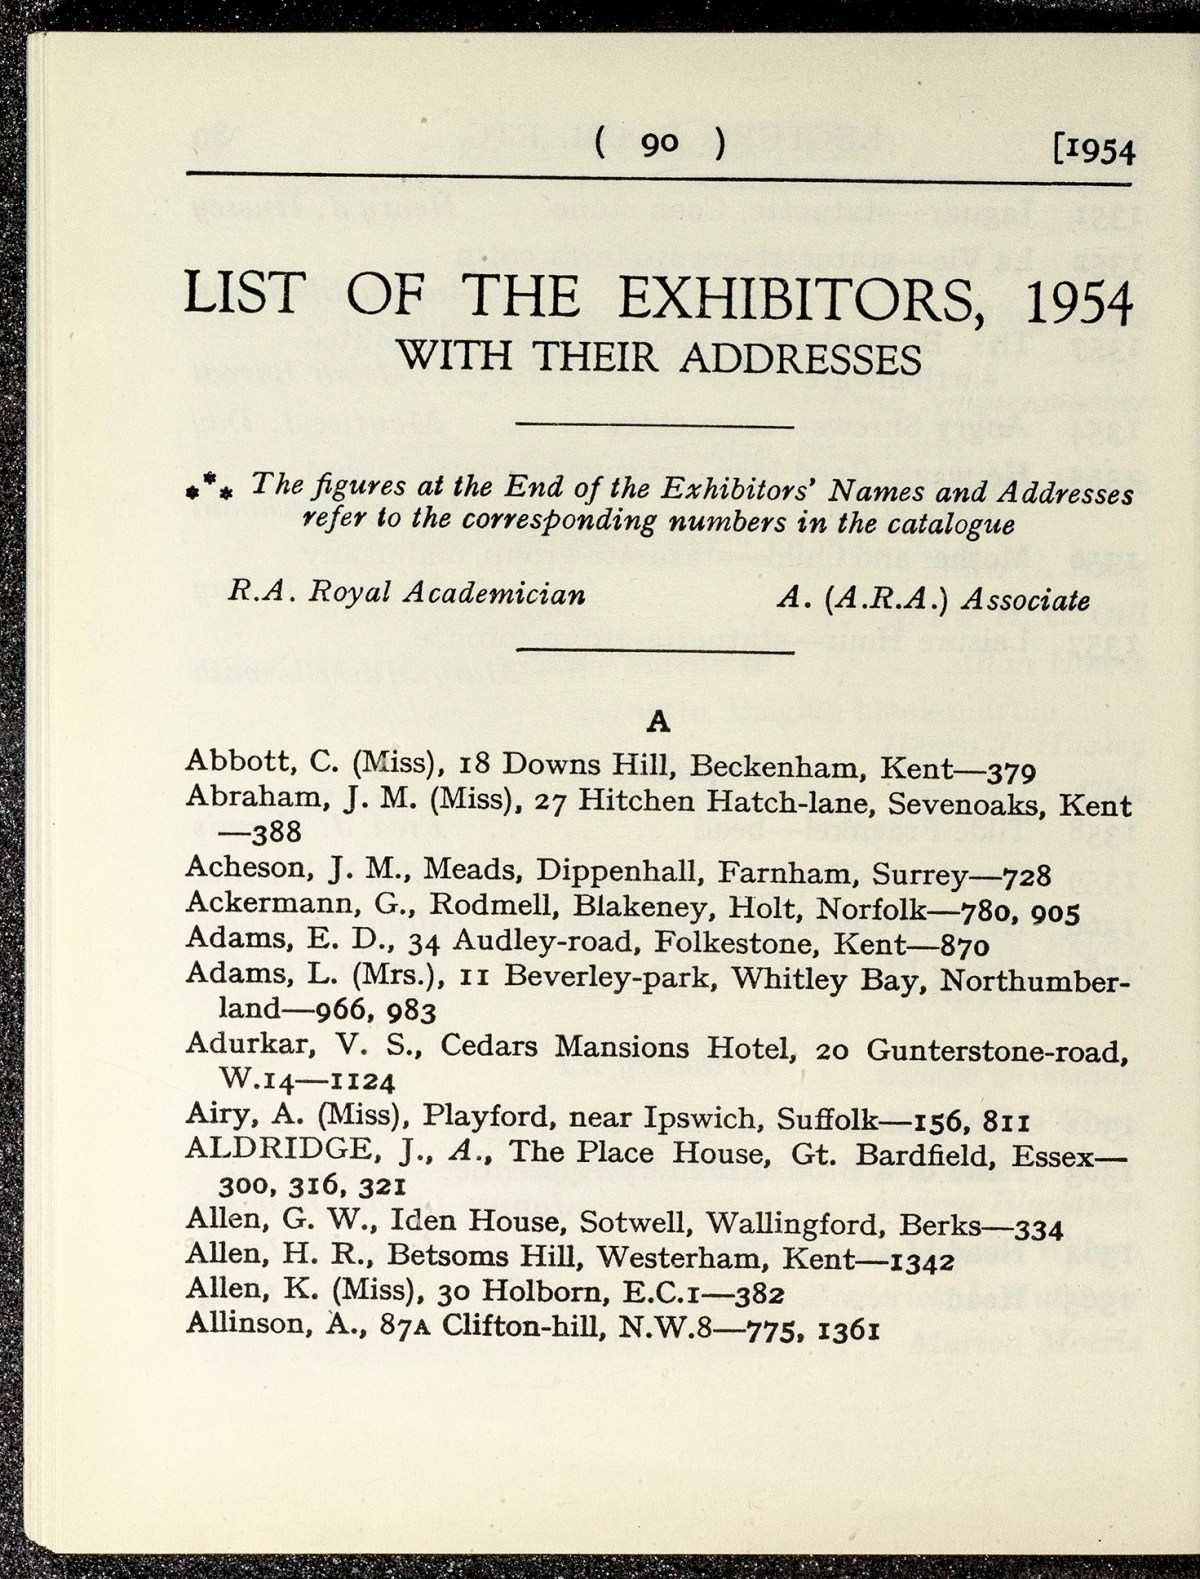 ( 90 ) [1954
LIST OF THE EXHIBITORS, 1954
WITH THEIR ADDRESSES
*** The figures at the End of the Exhibitors' Names and Addresses
refer to the corresponding numbers in the catalogue
R.A. Royal Academician A. (A.R.A.) Associate
A
Abbott, C. (Miss), 18 Downs Hill, Beckenham, Kent—379
Abraham, J. M. (Miss), 27 Hitchen Hatch-lane, Sevenoaks, Kent
—388
Acheson, J. M., Meads, Dippenhall, Farnham, Surrey—728
Ackermann, G., Rodmell, Blakeney, Holt, Norfolk—780, 905
Adams, E. D., 34 Audley-road, Folkestone, Kent—870
Adams, L. (Mrs.), 11 Beverley-park, Whitley Bay, Northumber-
land—966, 983
Adurkar, V. S., Cedars Mansions Hotel, 20 Gunterstone-road,
W.14—1124
Airy, A. (Miss), Playford, near Ipswich, Suffolk—156, 811
ALDRIDGE, J., A., The Place House, Gt. Bardfield, Essex—
300, 316, 321
Allen, G. W., Iden House, Sotwell, Wallingford, Berks—334
Allen, H. R., Betsoms Hill, Westerham, Kent—1342
Allen, K. (Miss), 30 Holborn, E.C.1—382
Allinson, A., 87A Clifton-hill, N.W.8—775, 1361